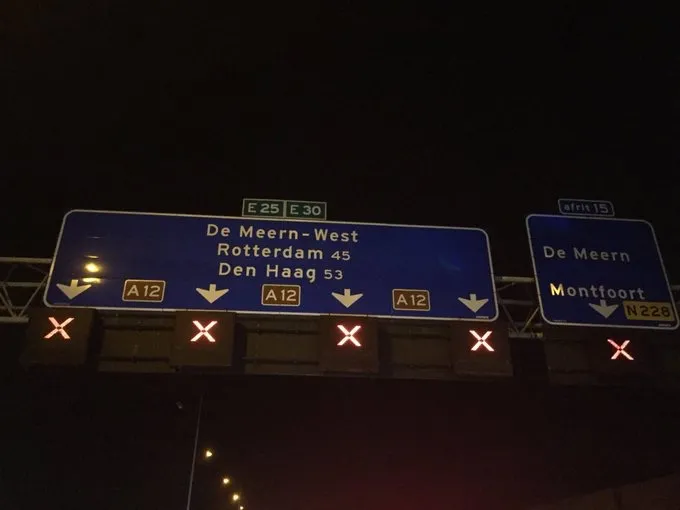 E 25 E 30
De Meern-West
Rotterdam 45
Den Haag 53
A12 A12 A12
afrit 15
De Meern
Montfoort
N228